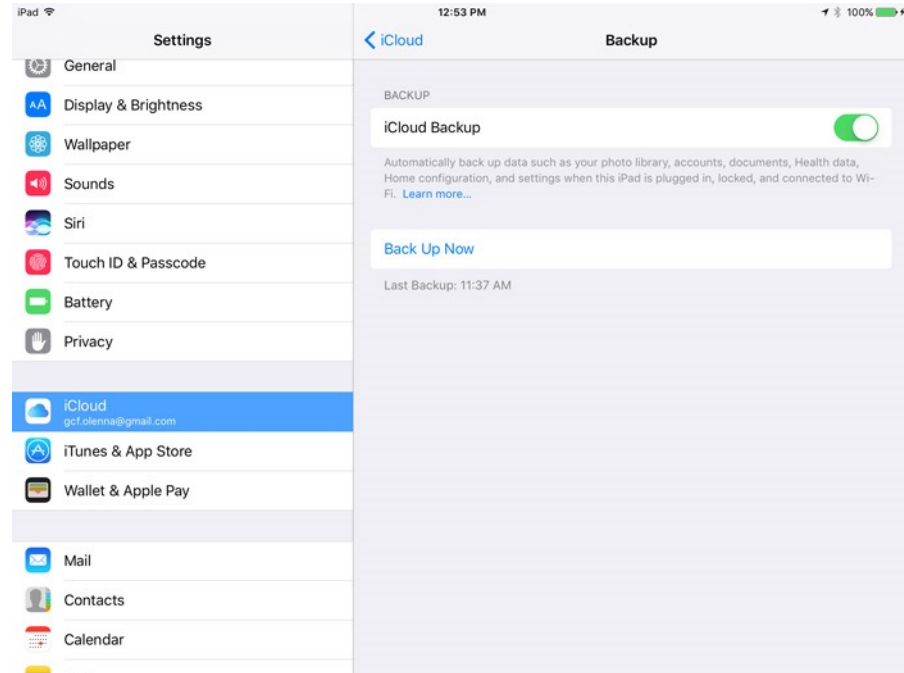 iPad
12:53 PM
100%
Settings
iCloud
Backup
General
Display & Brightness
Wallpaper
Sounds
Siri
Touch ID & Passcode
Battery
Privacy
iCloud
gcf.olenna@gmail.com
iTunes & App Store
Wallet & Apple Pay
Mail
Contacts
Calendar
BACKUP
iCloud Backup
Automatically back up data such as your photo library, accounts, documents, Health data,
Home configuration, and settings when this iPad is plugged in, locked, and connected to Wi-
Fi. Learn more...
Back Up Now
Last Backup: 11:37 AM